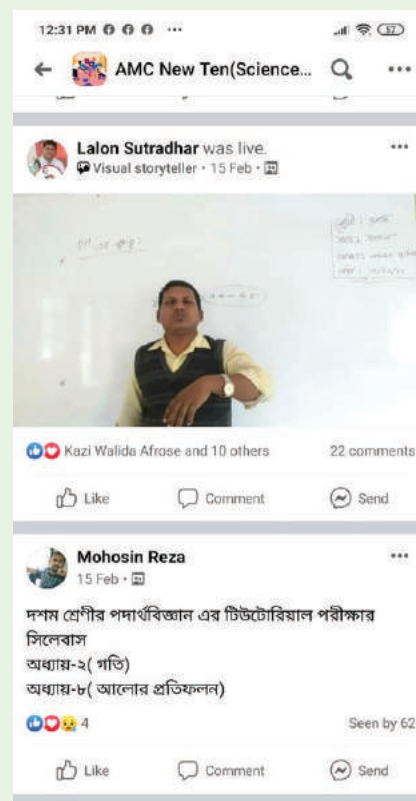 12:31 PM
57
AMC New Ten(Science...
Lalon Sutradhar was live.
Visual storyteller • 15 Feb
Kazi Walida Afrose and 10 others 22 comments
Like Comment Send
Mohosin Reza
15 Feb
দশম শ্রেণীর পদার্থবিজ্ঞান এর টিউটোরিয়াল পরীক্ষার
সিলেবাস
অধ্যায়-২( গতি)
অধ্যায়-৮( আলোর প্রতিফলন)
4 Seen by 62
Like Comment Send